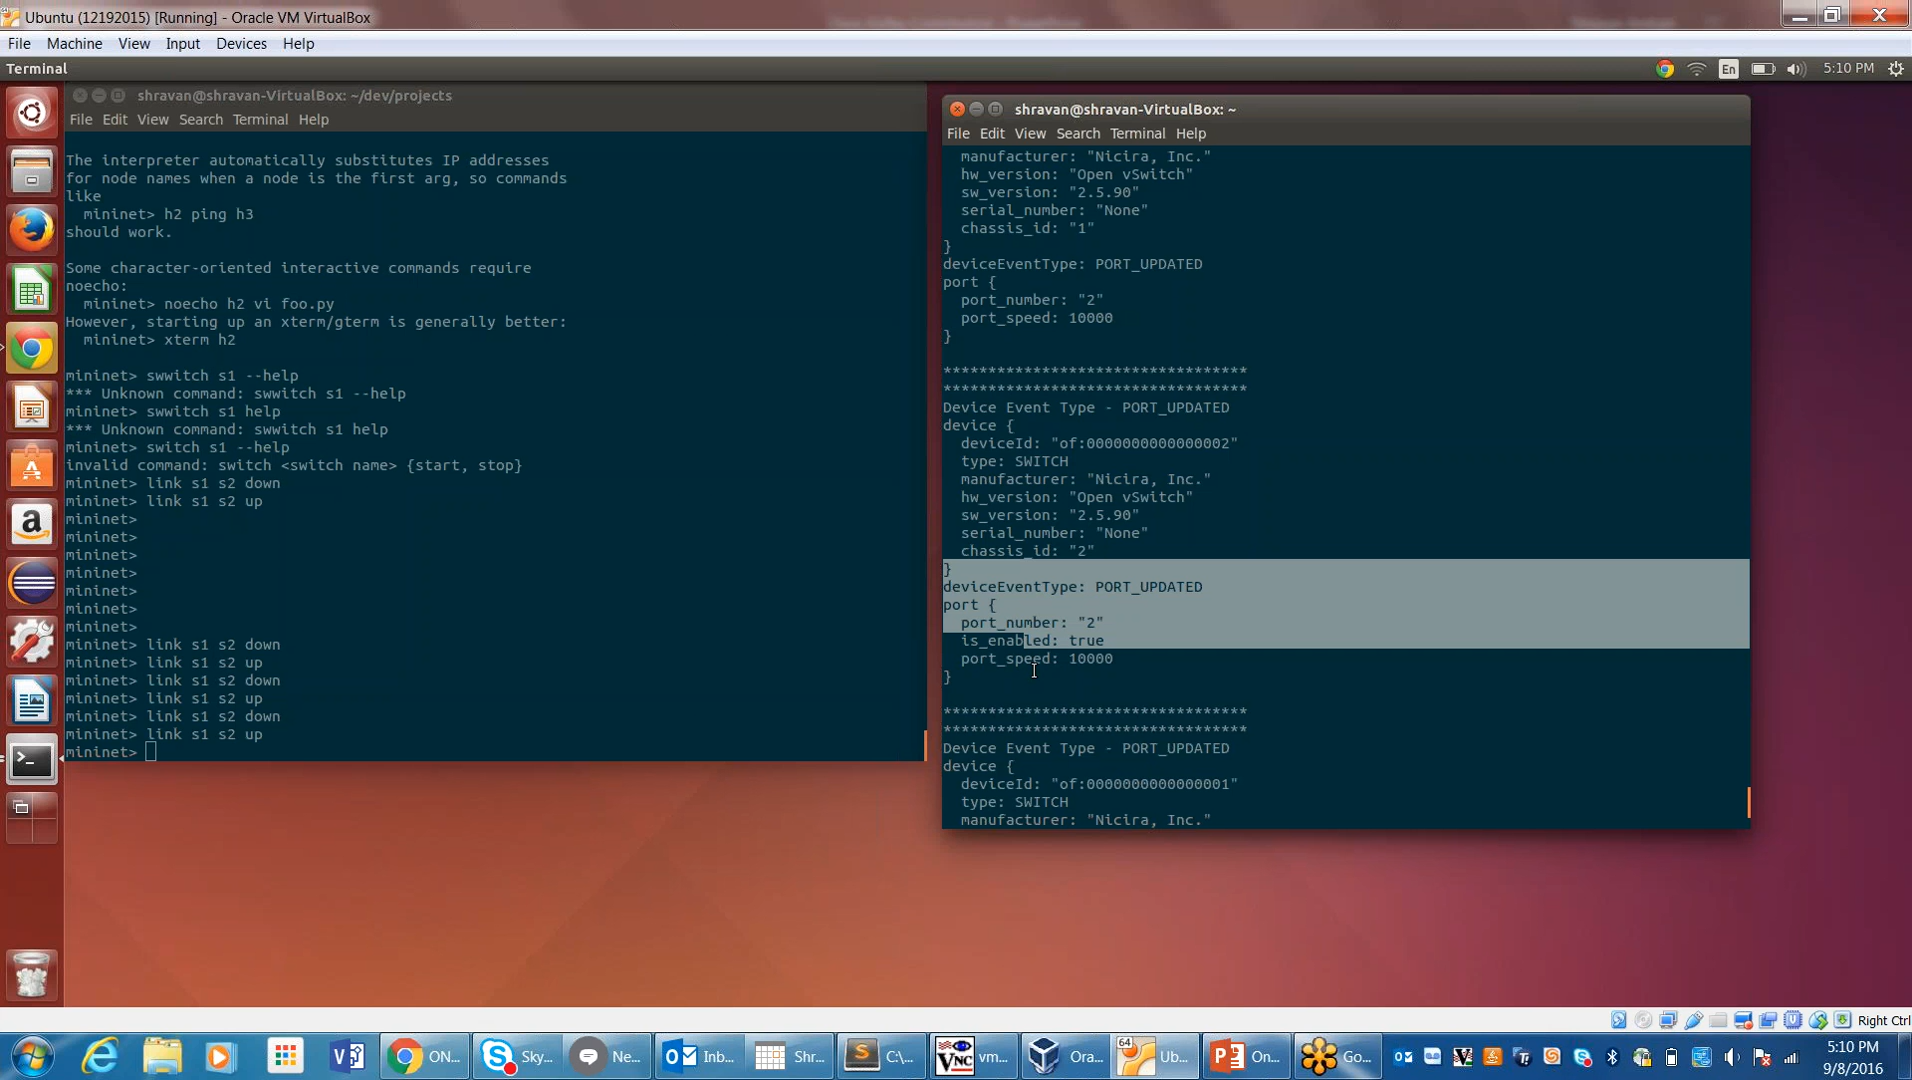 Ubuntu (12192015) [Running] - Oracle VM VirtualBox
File Machine View Input Devices Help
Terminal
En
5:10 PM
shravan@shravan-VirtualBox: ~/dev/projects
File Edit View Search Terminal Help
The interpreter automatically substitutes IP addresses
for node names when a node is the first arg, so commands
like
mininet> h2 ping h3
should work.
Some character-oriented interactive commands require
noecho:
mininet> noecho h2 vi foo.py
However, starting up an xterm/gterm is generally better:
mininet> xterm h2
mininet> swwitch s1 --help
*** Unknown command: swwitch s1 --help
mininet> swwitch s1 help
*** Unknown command: swwitch s1 help
mininet> switch s1 --help
invalid command: switch <switch name> {start, stop}
mininet> link s1 s2 down
mininet> link s1 s2 up
mininet>
mininet>
mininet>
mininet>
mininet>
mininet>
mininet>
mininet> link s1 s2 down
mininet> link s1 s2 up
mininet> link s1 s2 down
mininet> link s1 s2 up
mininet> link s1 s2 down
mininet> link s1 s2 up
mininet>
shravan@shravan-VirtualBox: ~
File Edit View Search Terminal Help
manufacturer: "Nicira, Inc."
hw_version: "Open vSwitch"
sw_version: "2.5.90"
serial_number: "None"
chassis_id: "1"
}
deviceEventType: PORT_UPDATED
port {
port_number: "2"
port_speed: 10000
}
**********************************
**********************************
Device Event Type - PORT_UPDATED
device {
deviceId: "of:0000000000000002"
type: SWITCH
manufacturer: "Nicira, Inc."
hw_version: "Open vSwitch"
sw_version: "2.5.90"
serial_number: "None"
chassis_id: "2"
}
deviceEventType: PORT_UPDATED
port {
port_number: "2"
is_enabled: true
port_speed: 10000
}
**********************************
**********************************
Device Event Type - PORT_UPDATED
device {
deviceId: "of:0000000000000001"
type: SWITCH
manufacturer: "Nicira, Inc."
Right Ctrl
ON... Sky... Ne... Inb... Shr... C:\... vm... Ora... Ub... On... Go...
5:10 PM
9/8/2016